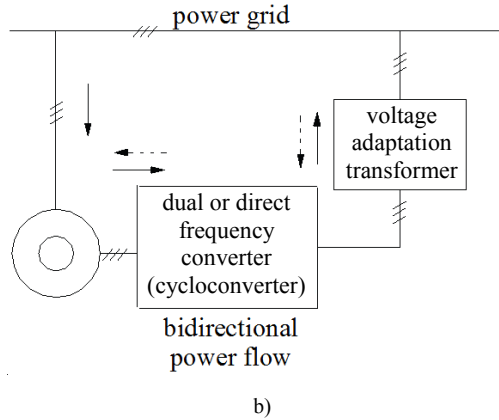 power grid
voltage
adaptation
transformer
dual or direct
frequency
converter
(cycloconverter)
bidirectional
power flow
b)